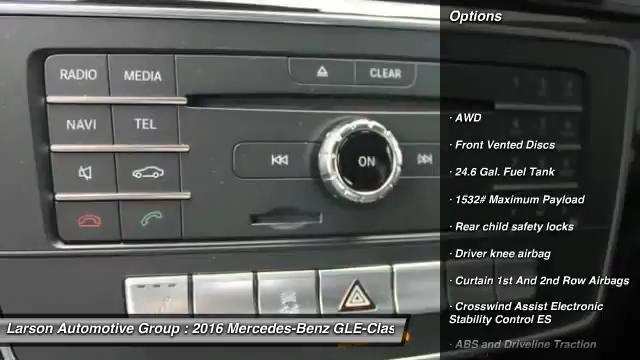 Options
RADIO
MEDIA
CLEAR
NAVI
TEL
ON
· AWD
· Front Vented Discs
· 24.6 Gal. Fuel Tank
· 1532# Maximum Payload
· Rear child safety locks
· Driver knee airbag
· Curtain 1st And 2nd Row Airbags
· Crosswind Assist Electronic
Stability Control ES
· ABS and Driveline Traction
Larson Automotive Group : 2016 Mercedes-Benz GLE-Clas